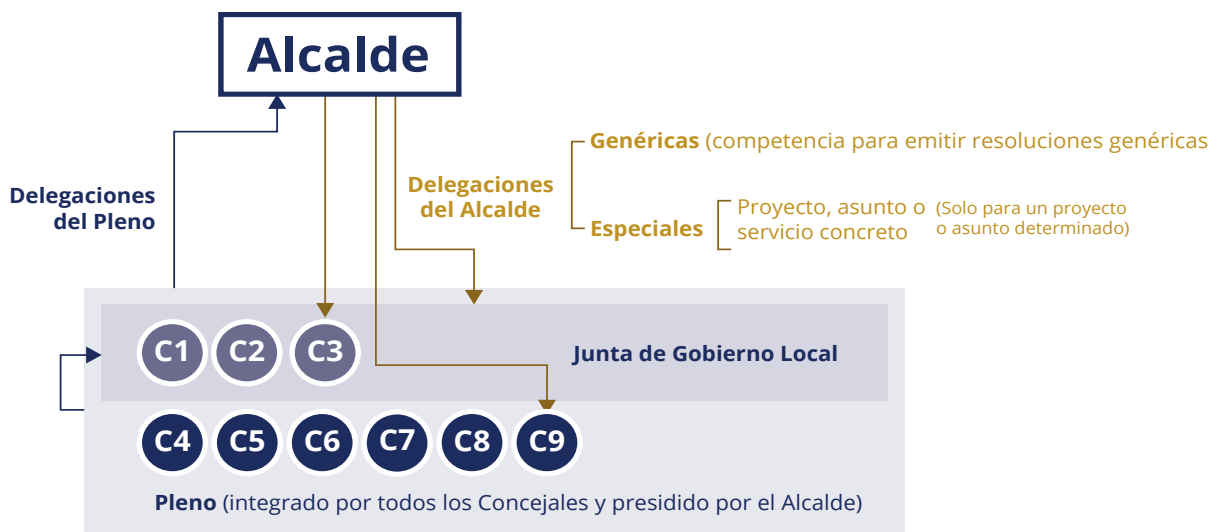 Alcalde
Delegaciones
del Pleno
Delegaciones
del Alcalde
Genéricas (competencia para emitir resoluciones genéricas
Especiales
Proyecto, asunto o
servicio concreto
(Solo para un proyecto
o asunto determinado)
C1 C2 C3
Junta de Gobierno Local
C4 C5 C6 C7 C8 C9
Pleno (integrado por todos los Concejales y presidido por el Alcalde)